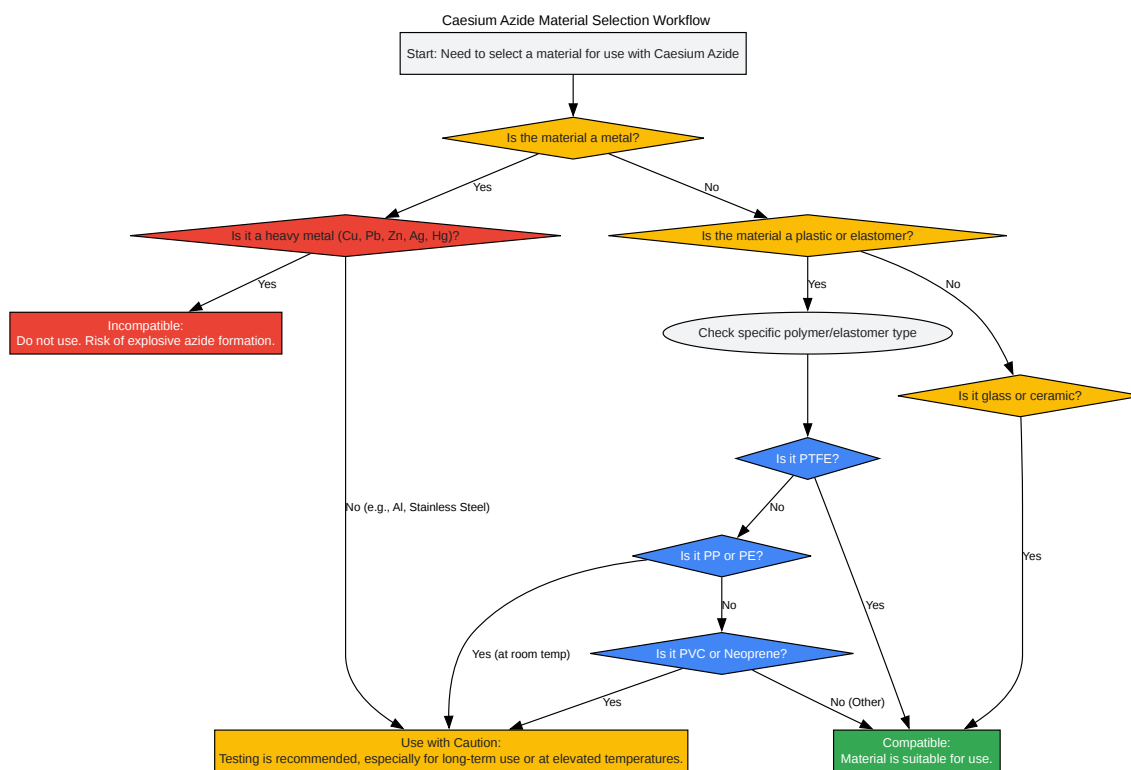 Caesium Azide Material Selection Workflow
Start: Need to select a material for use with Caesium Azide
Is the material a metal?
Yes
No
Is it a heavy metal (Cu, Pb, Zn, Ag, Hg)?
Is the material a plastic or elastomer?
Yes
Yes
No
Incompatible:
Do not use. Risk of explosive azide formation.
Check specific polymer/elastomer type
Is it glass or ceramic?
Is it PTFE?
No (e.g., Al, Stainless Steel)
No
Is it PP or PE?
Yes
No
Yes
Yes (at room temp)
Is it PVC or Neoprene?
Yes
No (Other)
Use with Caution:
Testing is recommended, especially for long-term use or at elevated temperatures.
Compatible:
Material is suitable for use.